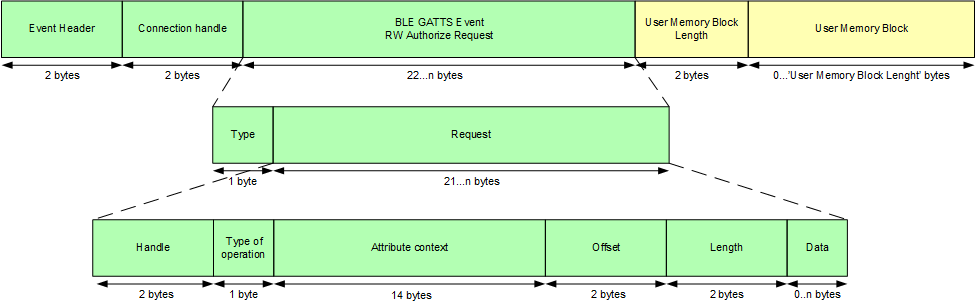 Event Header
Connection handle
BLE GATTS Event
RW Authorize Request
User Memory Block
Length
User Memory Block
2 bytes
2 bytes
22...n bytes
2 bytes
0...'User Memory Block Lenght' bytes
Type
Request
1 byte
21...n bytes
Handle
Type of
operation
Attribute context
Offset
Length
Data
2 bytes
1 byte
14 bytes
2 bytes
2 bytes
0..n bytes